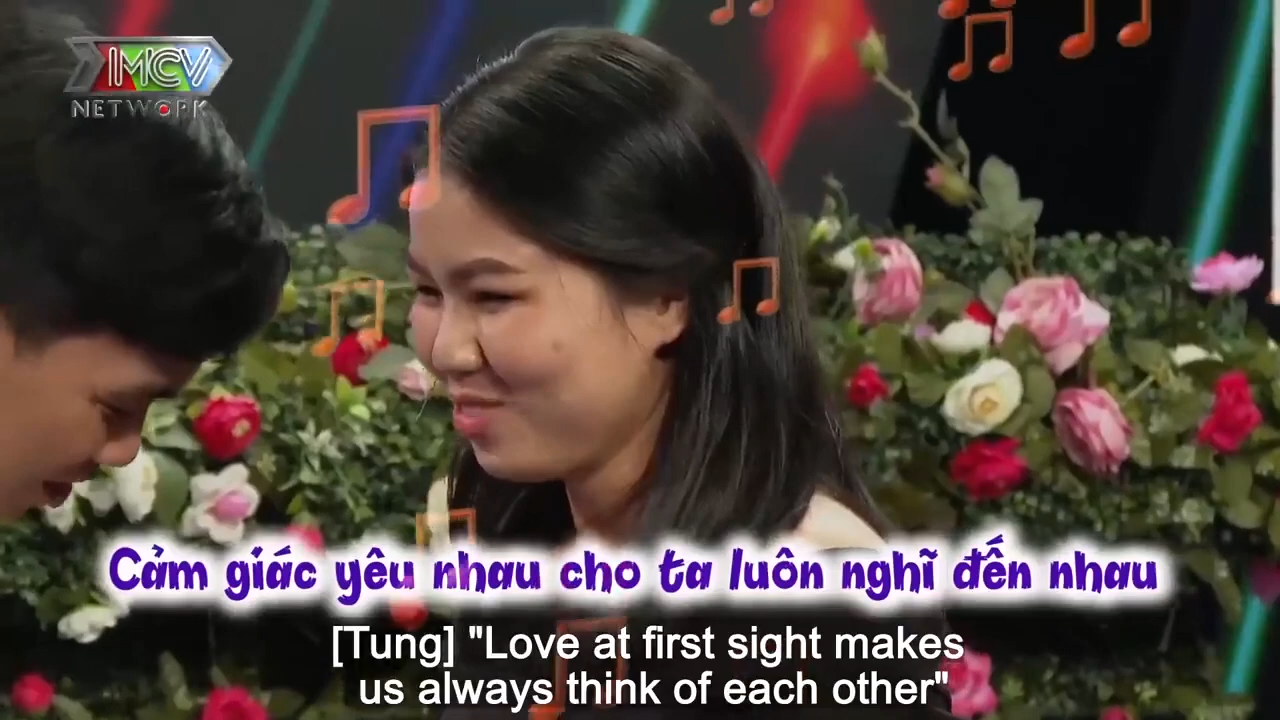 MCV
NETWORK
Cảm giác yêu nhau cho ta luôn nghĩ đến nhau
[Tung] "Love at first sight makes
us always think of each other"